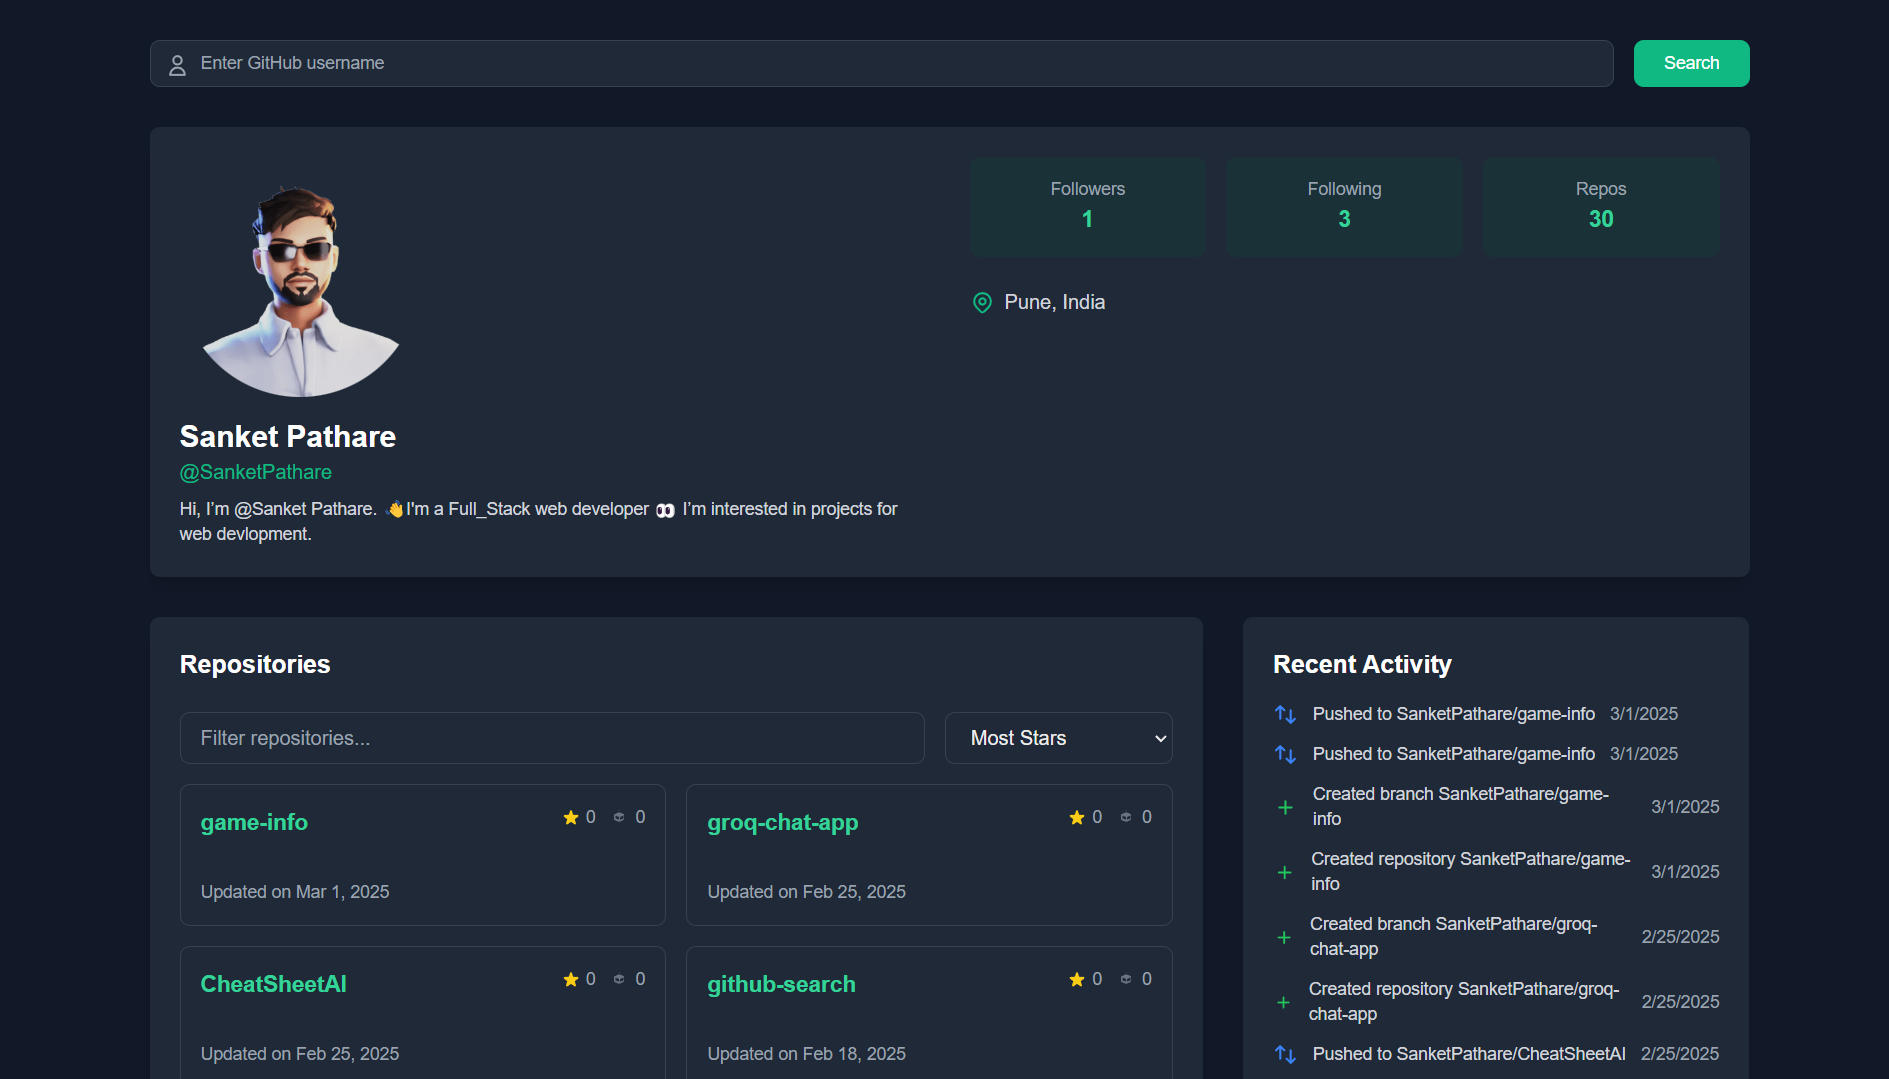 Enter GitHub username
Search
Followers
1
Following
3
Repos
30
Pune, India
Sanket Pathare
@SanketPathare
Hi, I’m @Sanket Pathare. 👋I'm a Full_Stack web developer 👀 I’m interested in projects for
web devlopment.
Repositories
Filter repositories...
Most Stars
game-info
0 0
Updated on Mar 1, 2025
groq-chat-app
0 0
Updated on Feb 25, 2025
CheatSheetAI
0 0
Updated on Feb 25, 2025
github-search
0 0
Updated on Feb 18, 2025
Recent Activity
Pushed to SanketPathare/game-info 3/1/2025
Pushed to SanketPathare/game-info 3/1/2025
Created branch SanketPathare/game-
info
3/1/2025
Created repository SanketPathare/game-
info
3/1/2025
Created branch SanketPathare/groq-
chat-app
2/25/2025
Created repository SanketPathare/groq-
chat-app
2/25/2025
Pushed to SanketPathare/CheatSheetAI 2/25/2025